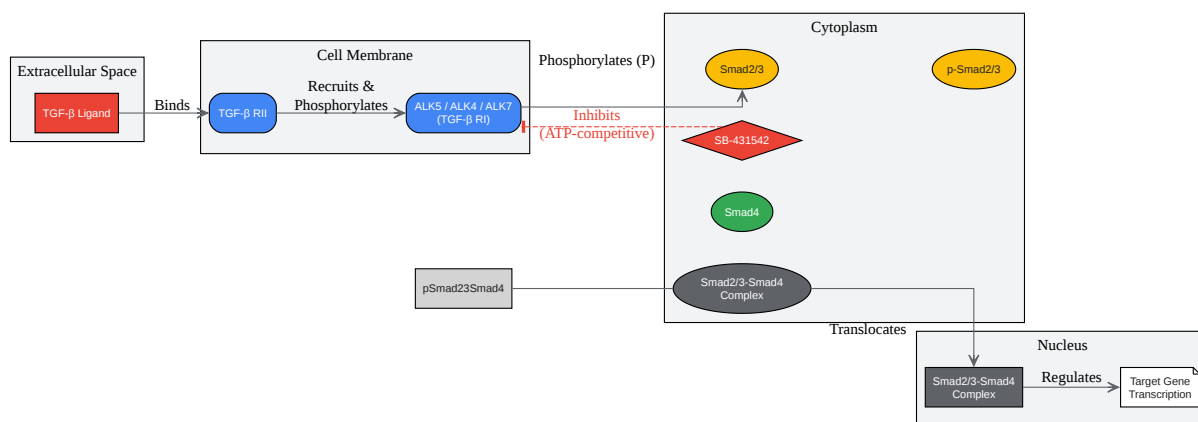 Extracellular Space
TGF-β Ligand
Binds
Cell Membrane
TGF-β RII
Recruits &
Phosphorylates
ALK5 / ALK4 / ALK7
(TGF-β RI)
Phosphorylates (P)
Inhibits
(ATP-competitive)
Cytoplasm
Smad2/3
p-Smad2/3
SB-431542
Smad4
pSmad23Smad4
Smad2/3-Smad4
Complex
Translocates
Nucleus
Smad2/3-Smad4
Complex
Regulates
Target Gene
Transcription